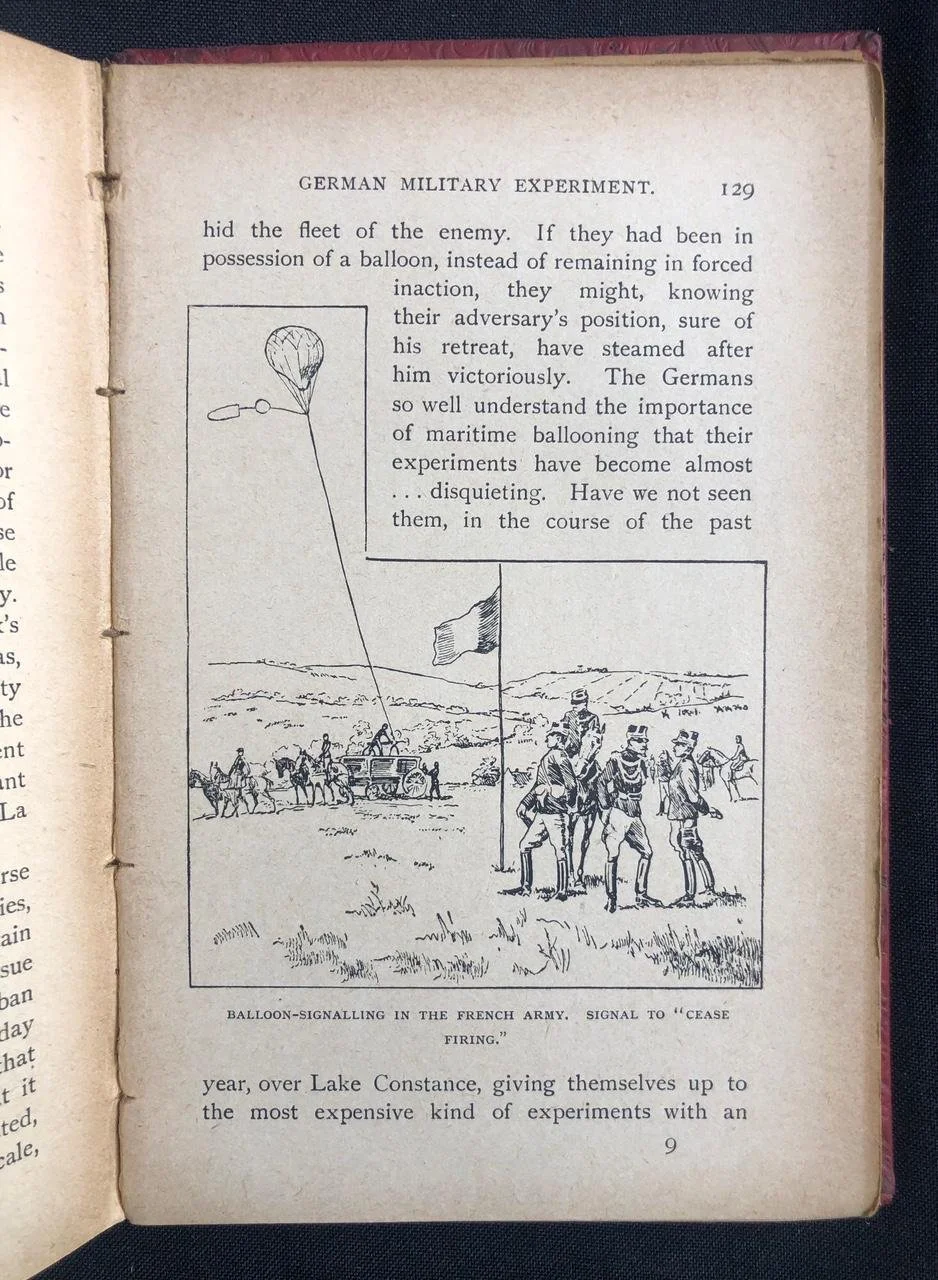 GERMAN MILITARY EXPERIMENT. 129
hid the fleet of the enemy. If they had been in
possession of a balloon, instead of remaining in forced
inaction, they might, knowing
their adversary's position, sure of
his retreat, have steamed after
him victoriously. The Germans
so well understand the importance
of maritime ballooning that their
experiments have become almost
. . . disquieting. Have we not seen
them, in the course of the past
BALLOON-SIGNALLING IN THE FRENCH ARMY. SIGNAL TO "CEASE
FIRING."
year, over Lake Constance, giving themselves up to
the most expensive kind of experiments with an
9